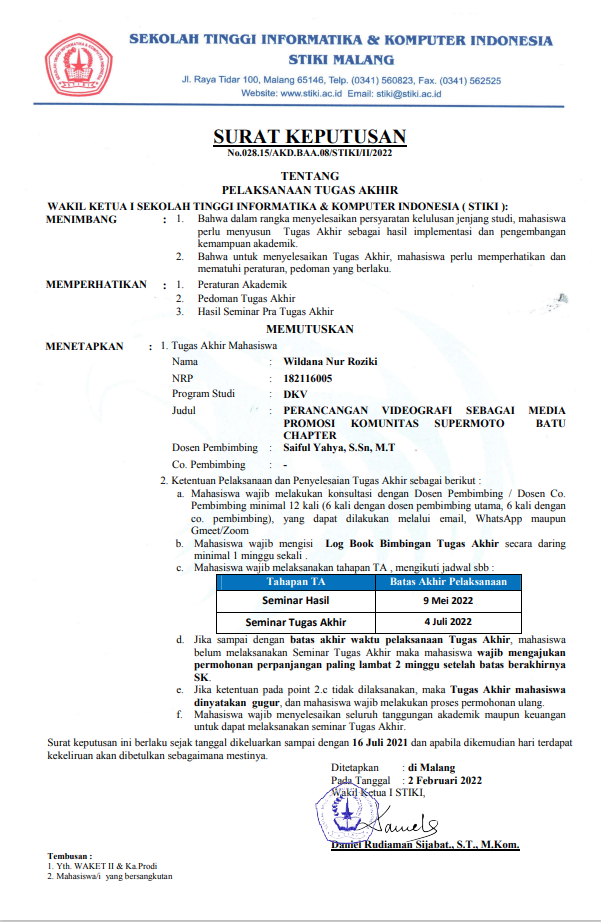 SEKOLAH TINGGI INFORMATIKA & KOMPUTER INDONESIA
STIKI MALANG
Jl. Raya Tidar 100, Malang 65146, Telp. (0341) 560823, Fax. (0341) 562525
Website: www.stiki.ac.id Email: stiki@stiki.ac.id
SURAT KEPUTUSAN
No.028.15/AKD.BAA.08/STIKI/II/2022
TENTANG
PELAKSANAAN TUGAS AKHIR
WAKIL KETUA I SEKOLAH TINGGI INFORMATIKA & KOMPUTER INDONESIA ( STIKI ):
MENIMBANG : 1. Bahwa dalam rangka menyelesaikan persyaratan kelulusan jenjang studi, mahasiswa
perlu menyusun Tugas Akhir sebagai hasil implementasi dan pengembangan
kemampuan akademik.
2. Bahwa untuk menyelesaikan Tugas Akhir, mahasiswa perlu memperhatikan dan
mematuhi peraturan, pedoman yang berlaku.
MEMPERHATIKAN : 1. Peraturan Akademik
2. Pedoman Tugas Akhir
3. Hasil Seminar Pra Tugas Akhir
MEMUTUSKAN
MENETAPKAN : 1. Tugas Akhir Mahasiswa
Nama : Wildana Nur Roziki
NRP : 182116005
Program Studi : DKV
Judul : PERANCANGAN VIDEOGRAFI SEBAGAI MEDIA
PROMOSI KOMUNITAS SUPERMOTO BATU
CHAPTER
Dosen Pembimbing : Saiful Yahya, S.Sn, M.T
Co. Pembimbing : -
2. Ketentuan Pelaksanaan dan Penyelesaian Tugas Akhir sebagai berikut :
a. Mahasiswa wajib melakukan konsultasi dengan Dosen Pembimbing / Dosen Co.
Pembimbing minimal 12 kali (6 kali dengan dosen pembimbing utama, 6 kali dengan
co. pembimbing), yang dapat dilakukan melalui email, WhatsApp maupun
Gmeet/Zoom
b. Mahasiswa wajib mengisi Log Book Bimbingan Tugas Akhir secara daring
minimal 1 minggu sekali .
c. Mahasiswa wajib melaksanakan tahapan TA , mengikuti jadwal sbb :
Tahapan TA Batas Akhir Pelaksanaan
Seminar Hasil 9 Mei 2022
Seminar Tugas Akhir 4 Juli 2022
d. Jika sampai dengan batas akhir waktu pelaksanaan Tugas Akhir, mahasiswa
belum melaksanakan Seminar Tugas Akhir maka mahasiswa wajib mengajukan
permohonan perpanjangan paling lambat 2 minggu setelah batas berakhirnya
SK.
e. Jika ketentuan pada point 2.c tidak dilaksanakan, maka Tugas Akhir mahasiswa
dinyatakan gugur, dan mahasiswa wajib melakukan proses permohonan ulang.
f. Mahasiswa wajib menyelesaikan seluruh tanggungan akademik maupun keuangan
untuk dapat melaksanakan seminar Tugas Akhir.
Surat keputusan ini berlaku sejak tanggal dikeluarkan sampai dengan 16 Juli 2021 dan apabila dikemudian hari terdapat
kekeliruan akan dibetulkan sebagaimana mestinya.
Ditetapkan : di Malang
Pada Tanggal : 2 Februari 2022
Wakil Ketua I STIKI,
Daniel Rudiaman Sijabat., S.T., M.Kom.
Tembusan :
1. Yth. WAKET II & Ka.Prodi
2. Mahasiswa/i yang bersangkutan